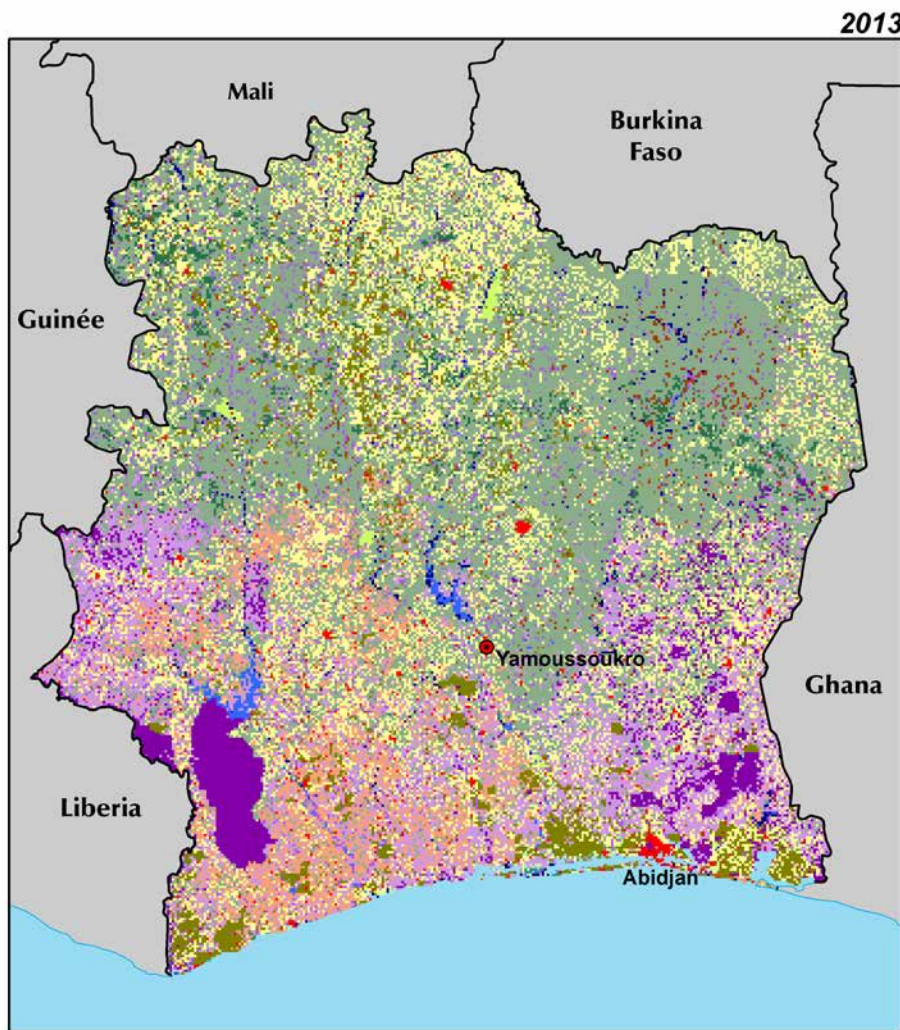 2013
Mali
Burkina
Faso
Guinée
Yamoussoukro
Ghana
Liberia
Abidjan